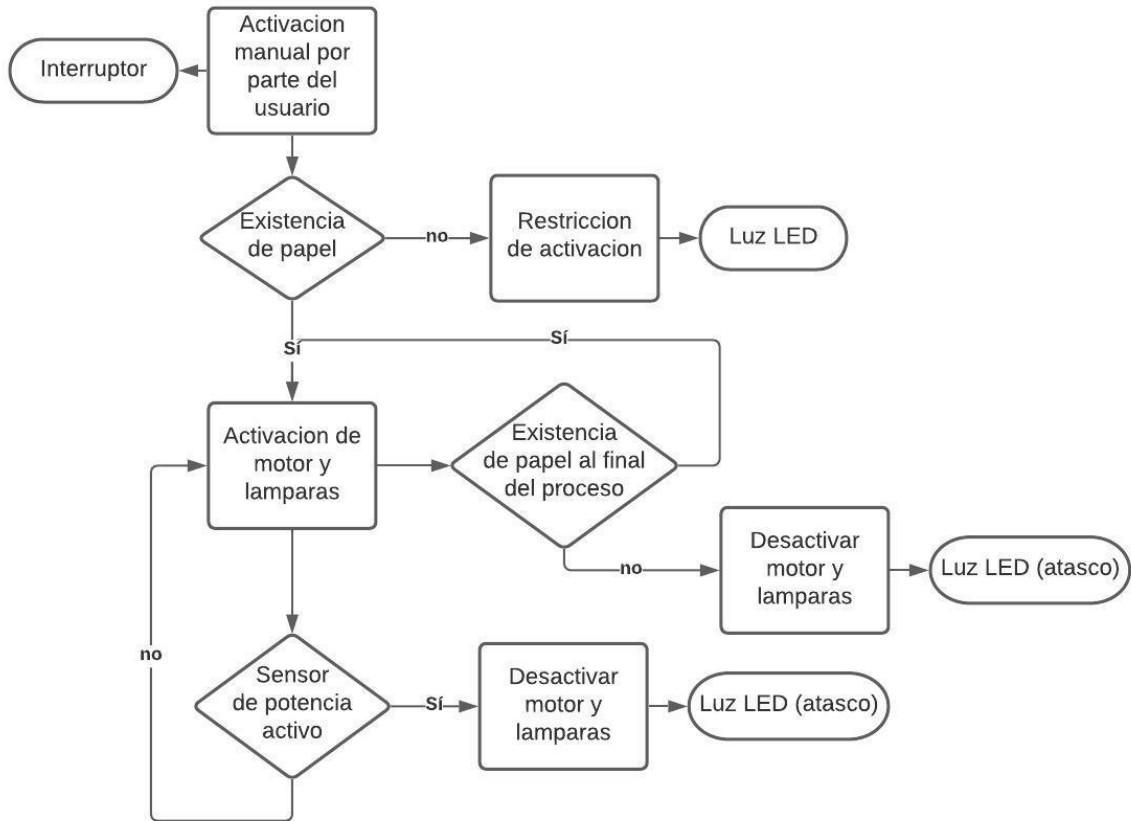 Activacion
manual por
parte del
usuario
Interruptor
Existencia
de papel
no
Restriccion
de activacion
Luz LED
Sí
Sí
Activacion de
motor y
lamparas
Existencia
de papel al final
del proceso
no
Desactivar
motor y
lamparas
Luz LED (atasco)
no
Sensor
de potencia
activo
Sí
Desactivar
motor y
lamparas
Luz LED (atasco)